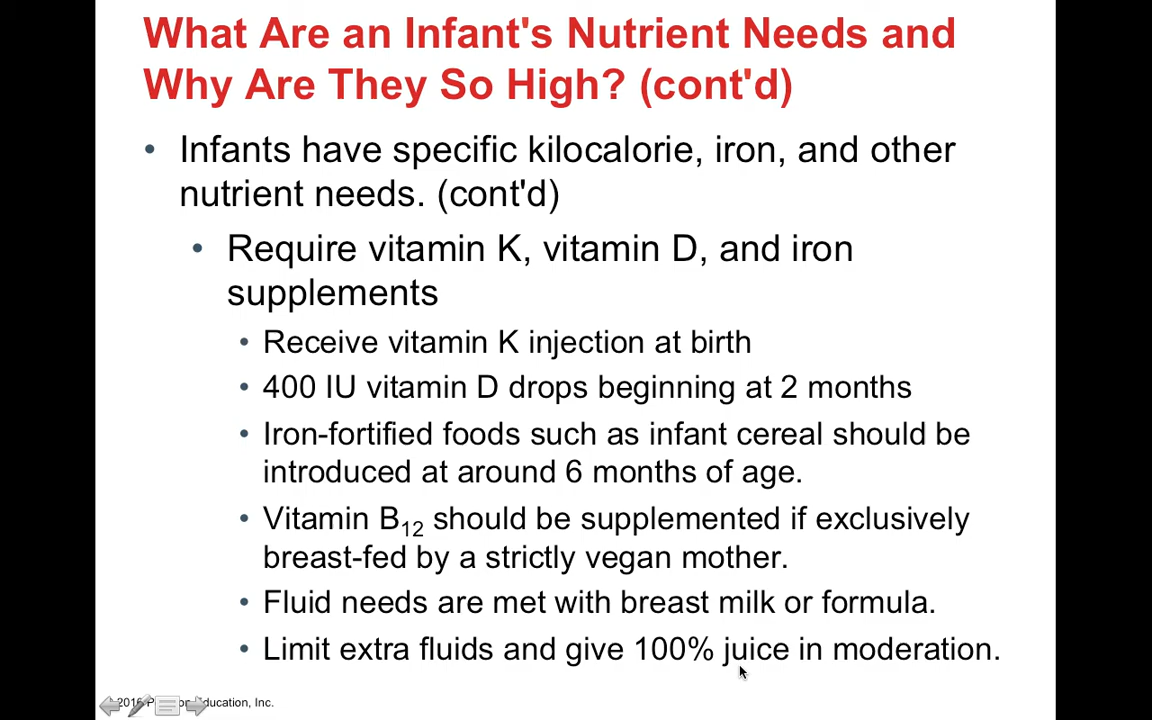 What Are an Infant's Nutrient Needs and
Why Are They So High? (cont'd)
• Infants have specific kilocalorie, iron, and other
nutrient needs. (cont'd)
• Require vitamin K, vitamin D, and iron
supplements
• Receive vitamin K injection at birth
• 400 IU vitamin D drops beginning at 2 months
• Iron-fortified foods such as infant cereal should be
introduced at around 6 months of age.
• Vitamin B12 should be supplemented if exclusively
breast-fed by a strictly vegan mother.
• Fluid needs are met with breast milk or formula.
• Limit extra fluids and give 100% juice in moderation.
2016 Education, Inc.